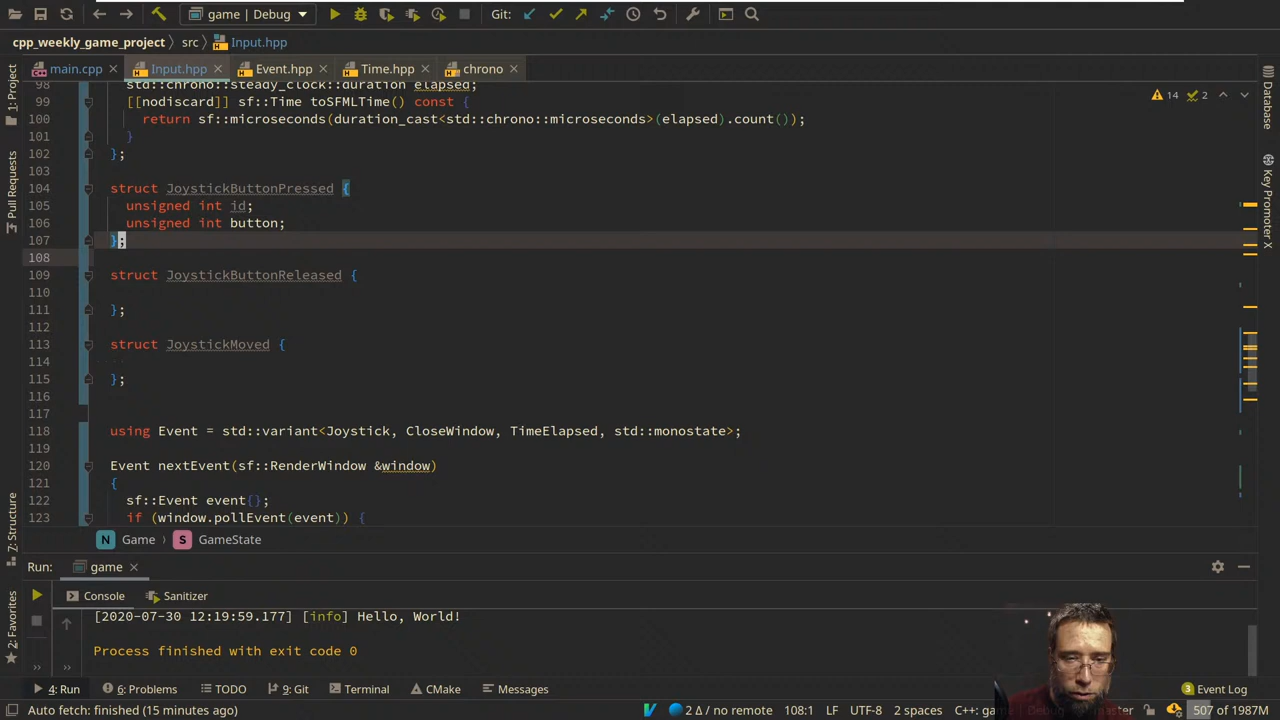 game | Debug
Git:
cpp_weekly_game_project
src
Input.hpp
main.cpp
Input.hpp
Event.hpp
Time.hpp
chrono
1: Project
Pull Requests
7: Structure
2: Favorites
Database
Key Promoter X
14
2
98 std::chrono::steady_clock::duration elapsed;
99 [[nodiscard]] sf::Time toSFMLTime() const {
100 return sf::microseconds(duration_cast<std::chrono::microseconds>(elapsed).count());
101 }
102 };
103
104 struct JoystickButtonPressed {
105 unsigned int id;
106 unsigned int button;
107 };
108
109 struct JoystickButtonReleased {
110
111 };
112
113 struct JoystickMoved {
114
115 };
116
117
118 using Event = std::variant<Joystick, CloseWindow, TimeElapsed, std::monostate>;
119
120 Event nextEvent(sf::RenderWindow &window)
121 {
122 sf::Event event{};
123 if (window.pollEvent(event)) {
N Game
S GameState
Run: game
Console
Sanitizer
[2020-07-30 12:19:59.177] [info] Hello, World!
Process finished with exit code 0
4: Run
6: Problems
TODO
9: Git
Terminal
CMake
Messages
3 Event Log
Auto fetch: finished (15 minutes ago)
2 Δ / no remote
108:1
LF
UTF-8
2 spaces
C++: game | Debug
master
507 of 1987M